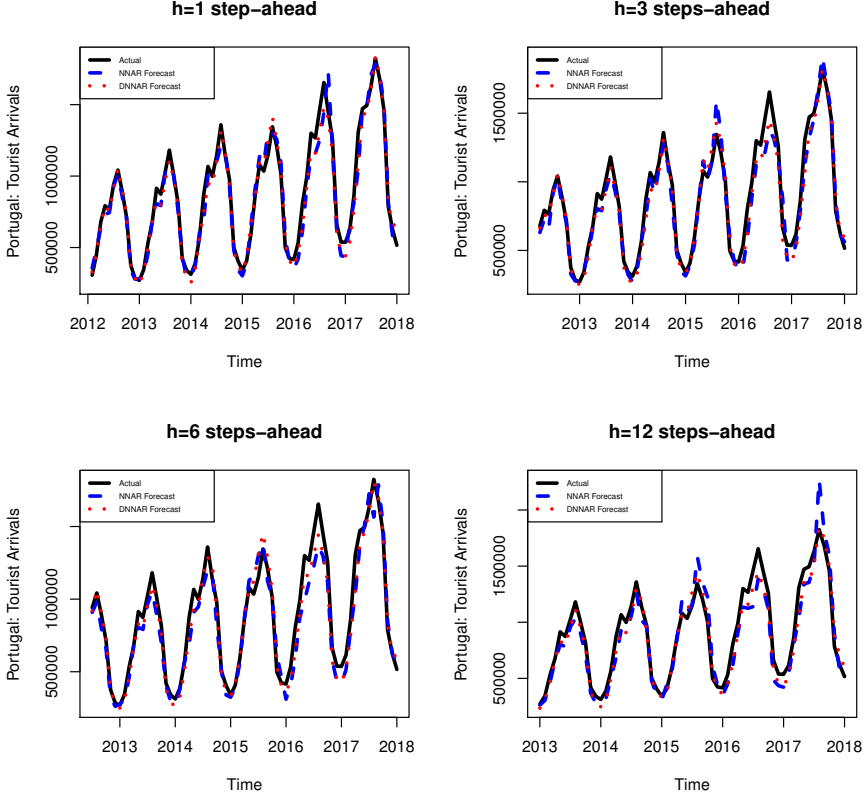 h=1 step−ahead
Portugal: Tourist Arrivals
500000
1000000
Actual
NNAR Forecast
DNNAR Forecast
2012 2013 2014 2015 2016 2017 2018
Time
h=3 steps−ahead
Portugal: Tourist Arrivals
500000
1500000
Actual
NNAR Forecast
DNNAR Forecast
2013 2014 2015 2016 2017 2018
Time
h=6 steps−ahead
Portugal: Tourist Arrivals
500000
1000000
Actual
NNAR Forecast
DNNAR Forecast
2013 2014 2015 2016 2017 2018
Time
h=12 steps−ahead
Portugal: Tourist Arrivals
500000
1500000
Actual
NNAR Forecast
DNNAR Forecast
2013 2014 2015 2016 2017 2018
Time